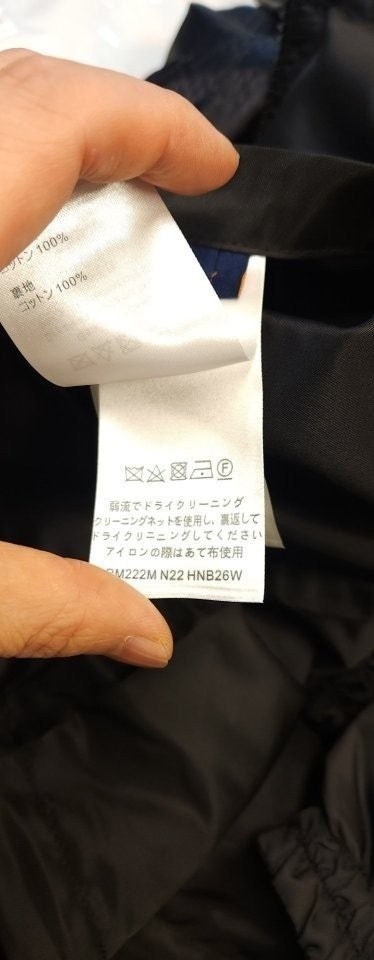 コットン 100%
裏地
コットン 100%
弱流でドライクリーニング
クリーニングネットを使用し、裏返して
ドライクリーニングしてください
アイロンの際はあて布使用
RM222M N22 HNB26W